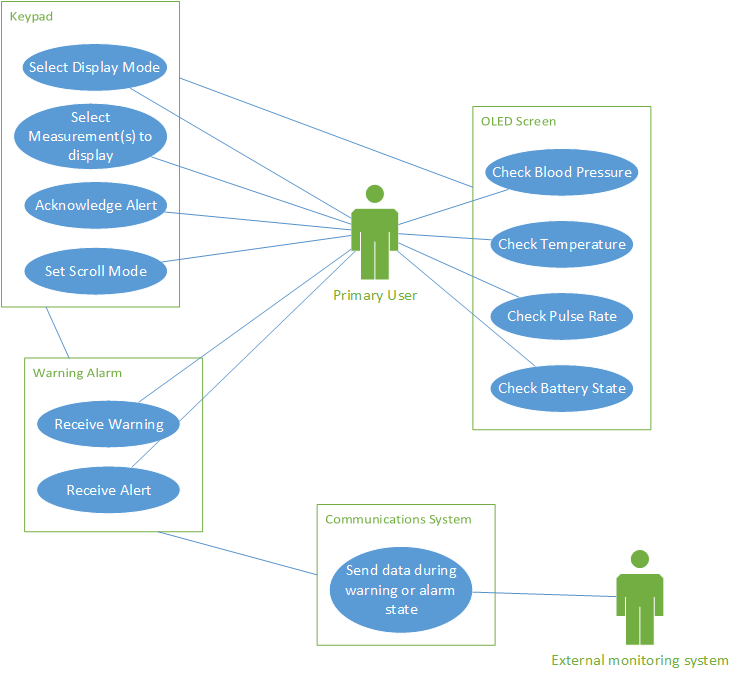 Keypad
Select Display Mode
Select
Measurement(s) to
display
Acknowledge Alert
Set Scroll Mode
OLED Screen
Check Blood Pressure
Check Temperature
Check Pulse Rate
Check Battery State
Primary User
Warning Alarm
Receive Warning
Receive Alert
Communications System
Send data during
warning or alarm
state
External monitoring system